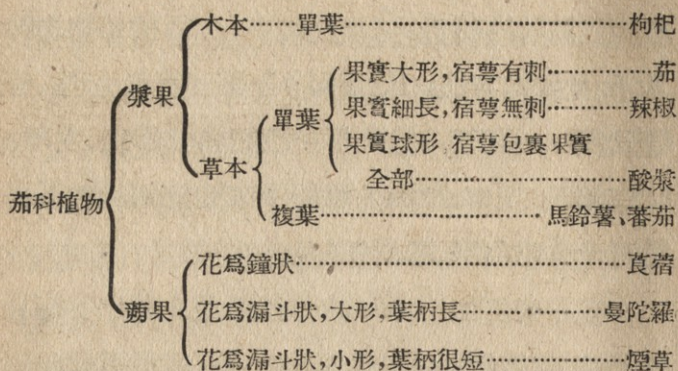 木本……單葉……枸杞
果實大形,宿萼有刺……茄
漿果
單葉
果實細長,宿萼無刺……辣椒
果實球形,宿萼包裹果實
草本
全部……酸漿
茄科植物
複葉……馬鈴薯、蕃茄
花爲鐘狀……莨菪
蒴果
花爲漏斗狀,大形,葉柄長……曼陀羅
花爲漏斗狀,小形,葉柄很短……煙草